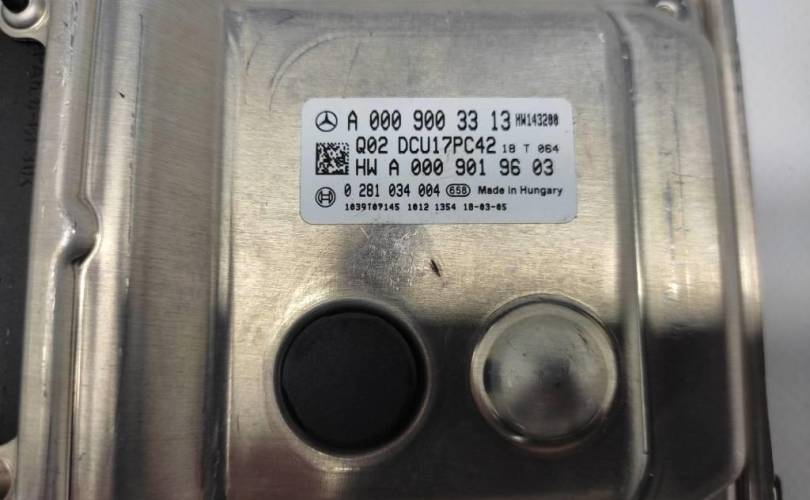 A 000 900 33 13 HW143200
Q02 DCU17PC42 18 T 064
HW A 000 901 96 03
0 281 034 004 658 Made in Hungary
1039T07145 1012 1354 18-03-05